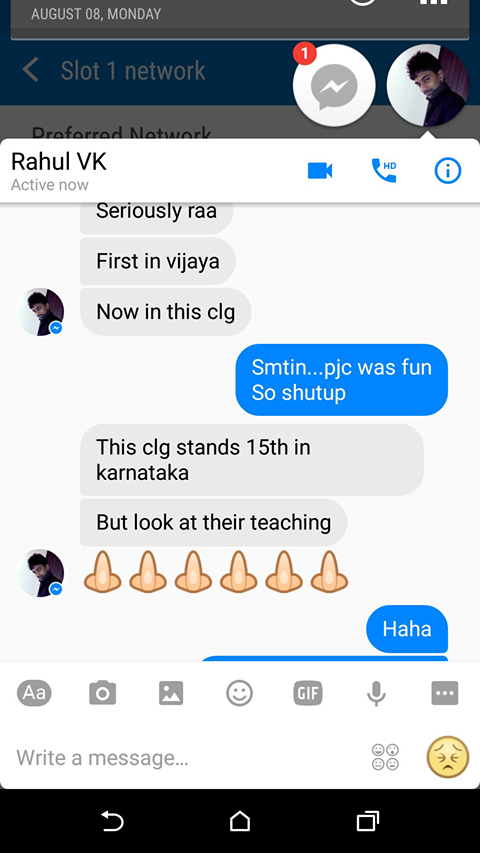 AUGUST 08, MONDAY
Slot 1 network
1
Preferred Network
Rahul VK
Active now
HD
Seriously raa
First in vijaya
Now in this clg
Smtin...pjc was fun
So shutup
This clg stands 15th in
karnataka
But look at their teaching
Haha
Aa
GIF
Write a message...